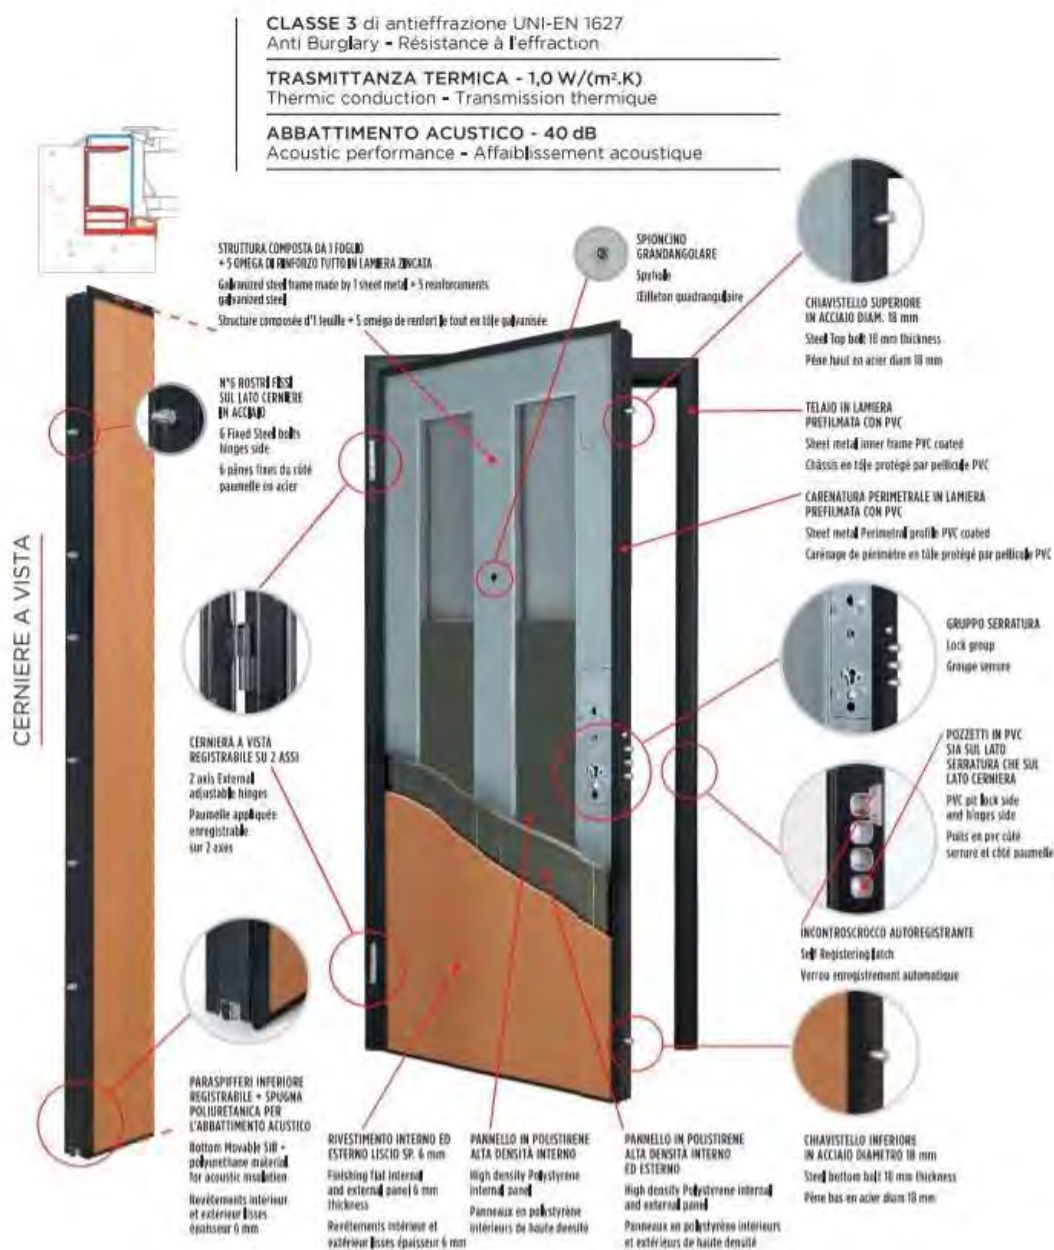 CLASSE 3 di antieffrazione UNI-EN 1627
Anti Burglary - Résistance à l'effraction
TRASMITTANZA TERMICA - 1,0 W/(m².K)
Thermic conduction - Transmission thermique
ABBATTIMENTO ACUSTICO - 40 dB
Acoustic performance - Affaiblissement acoustique
STRUTTURA COMPOSTA DA 1 FOGLIO
+ 5 OMEGA DI RINFORZO TUTTO IN LAMIERA ZINCATA
Galvanized steel frame made by 1 sheet metal + 5 reinforcements
galvanized steel
Structure composée d'1 feuille + 5 oméga de renfort le tout en tôle galvanisée
SPIONCINO
GRANDANGOLARE
Spyhole
Œilleton quadrangulaire
CHIAVISTELLO SUPERIORE
IN ACCIAIO DIAM. 18 mm
Steel Top bolt 18 mm thickness
Pêne haut en acier diam 18 mm
N°6 ROSTRI FISSI
SUL LATO CERNIERE
IN ACCIAIO
6 Fixed Steel bolts
hinges side
6 pênes fixes du côté
paumelle en acier
TELAIO IN LAMIERA
PREFILMATA CON PVC
Sheet metal inner frame PVC coated
Châssis en tôle protégé par pellicule PVC
CARENATURA PERIMETRALE IN LAMIERA
PREFILMATA CON PVC
Sheet metal Perimetral profile PVC coated
Carénage de périmètre en tôle protégé par pellicule PVC
CERNIERE A VISTA
GRUPPO SERRATURA
Lock group
Groupe serrure
CERNIERA A VISTA
REGISTRABILE SU 2 ASSI
2 axis External
adjustable hinges
Paumelle appliquée
enregistrable
sur 2 axes
POZZETTI IN PVC
SIA SUL LATO
SERRATURA CHE SUL
LATO CERNIERA
PVC pit lock side
and hinges side
Puits en pvc côté
serrure et côté paumelle
INCONTROSCROCCO AUTOREGISTRANTE
Self Registering latch
Verrou enregistrement automatique
PARASPIFFERI INFERIORE
REGISTRABILE + SPUGNA
POLIURETANICA PER
L'ABBATTIMENTO ACUSTICO
Bottom Movable Sill +
polyurethane material
for acoustic insulation
Revêtements intérieur
et extérieur lisses
épaisseur 6 mm
RIVESTIMENTO INTERNO ED
ESTERNO LISCIO SP. 6 mm
Finishing flat internal
and external panel 6 mm
thickness
Revêtements intérieur et
extérieur lisses épaisseur 6 mm
PANNELLO IN POLISTIRENE
ALTA DENSITÀ INTERNO
High density Polystyrene
internal panel
Panneaux en polystyrène
intérieurs de haute densité
PANNELLO IN POLISTIRENE
ALTA DENSITÀ INTERNO
ED ESTERNO
High density Polystyrene internal
and external panel
Panneaux en polystyrène intérieurs
et extérieurs de haute densité
CHIAVISTELLO INFERIORE
IN ACCIAIO DIAMETRO 18 mm
Steel bottom bolt 18 mm thickness
Pêne bas en acier diam 18 mm